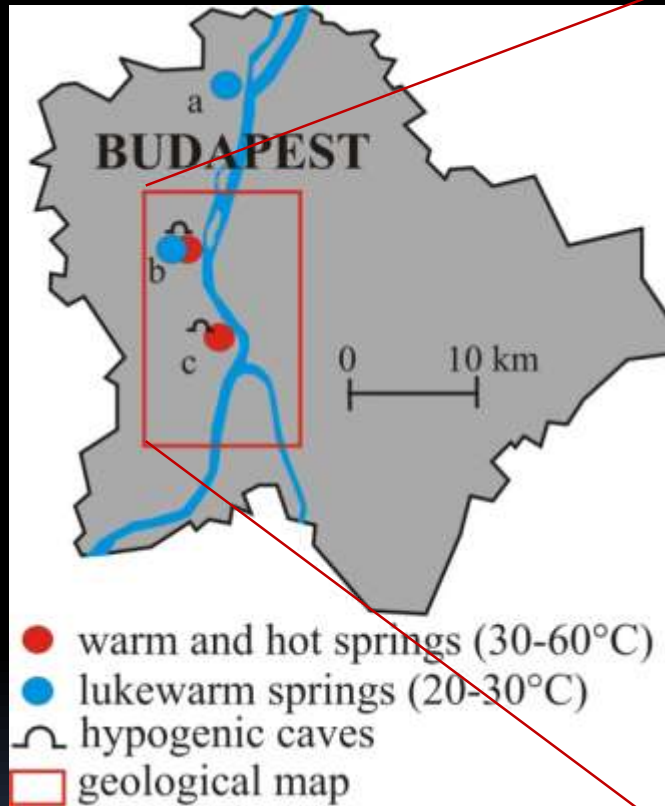 a
BUDAPEST
b
c
0 10 km
warm and hot springs (30-60°C)
lukewarm springs (20-30°C)
hypogenic caves
geological map